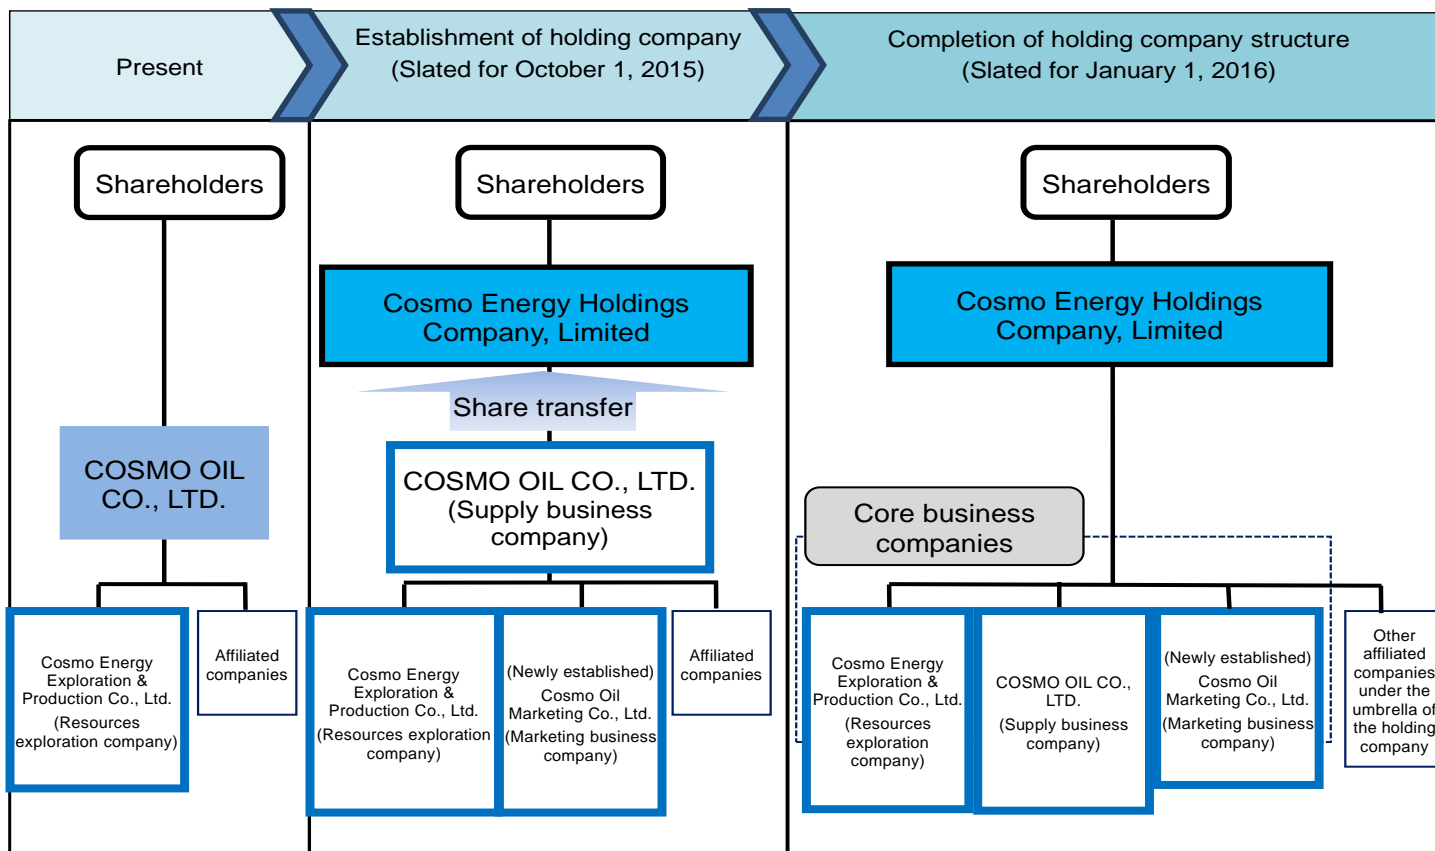 Present
Establishment of holding company
(Slated for October 1, 2015)
Completion of holding company structure
(Slated for January 1, 2016)
Shareholders
COSMO OIL
CO., LTD.
Cosmo Energy
Exploration &
Production Co., Ltd.
(Resources
exploration company)
Affiliated
companies
Shareholders
Cosmo Energy Holdings
Company, Limited
Share transfer
COSMO OIL CO., LTD.
(Supply business
company)
Cosmo Energy
Exploration &
Production Co., Ltd.
(Resources exploration
company)
(Newly established)
Cosmo Oil
Marketing Co., Ltd.
(Marketing business
company)
Affiliated
companies
Shareholders
Cosmo Energy Holdings
Company, Limited
Core business
companies
Cosmo Energy
Exploration &
Production Co., Ltd.
(Resources
exploration
company)
COSMO OIL CO.,
LTD.
(Supply business
company)
(Newly established)
Cosmo Oil
Marketing Co., Ltd.
(Marketing business
company)
Other
affiliated
companies
under the
umbrella of
the holding
company